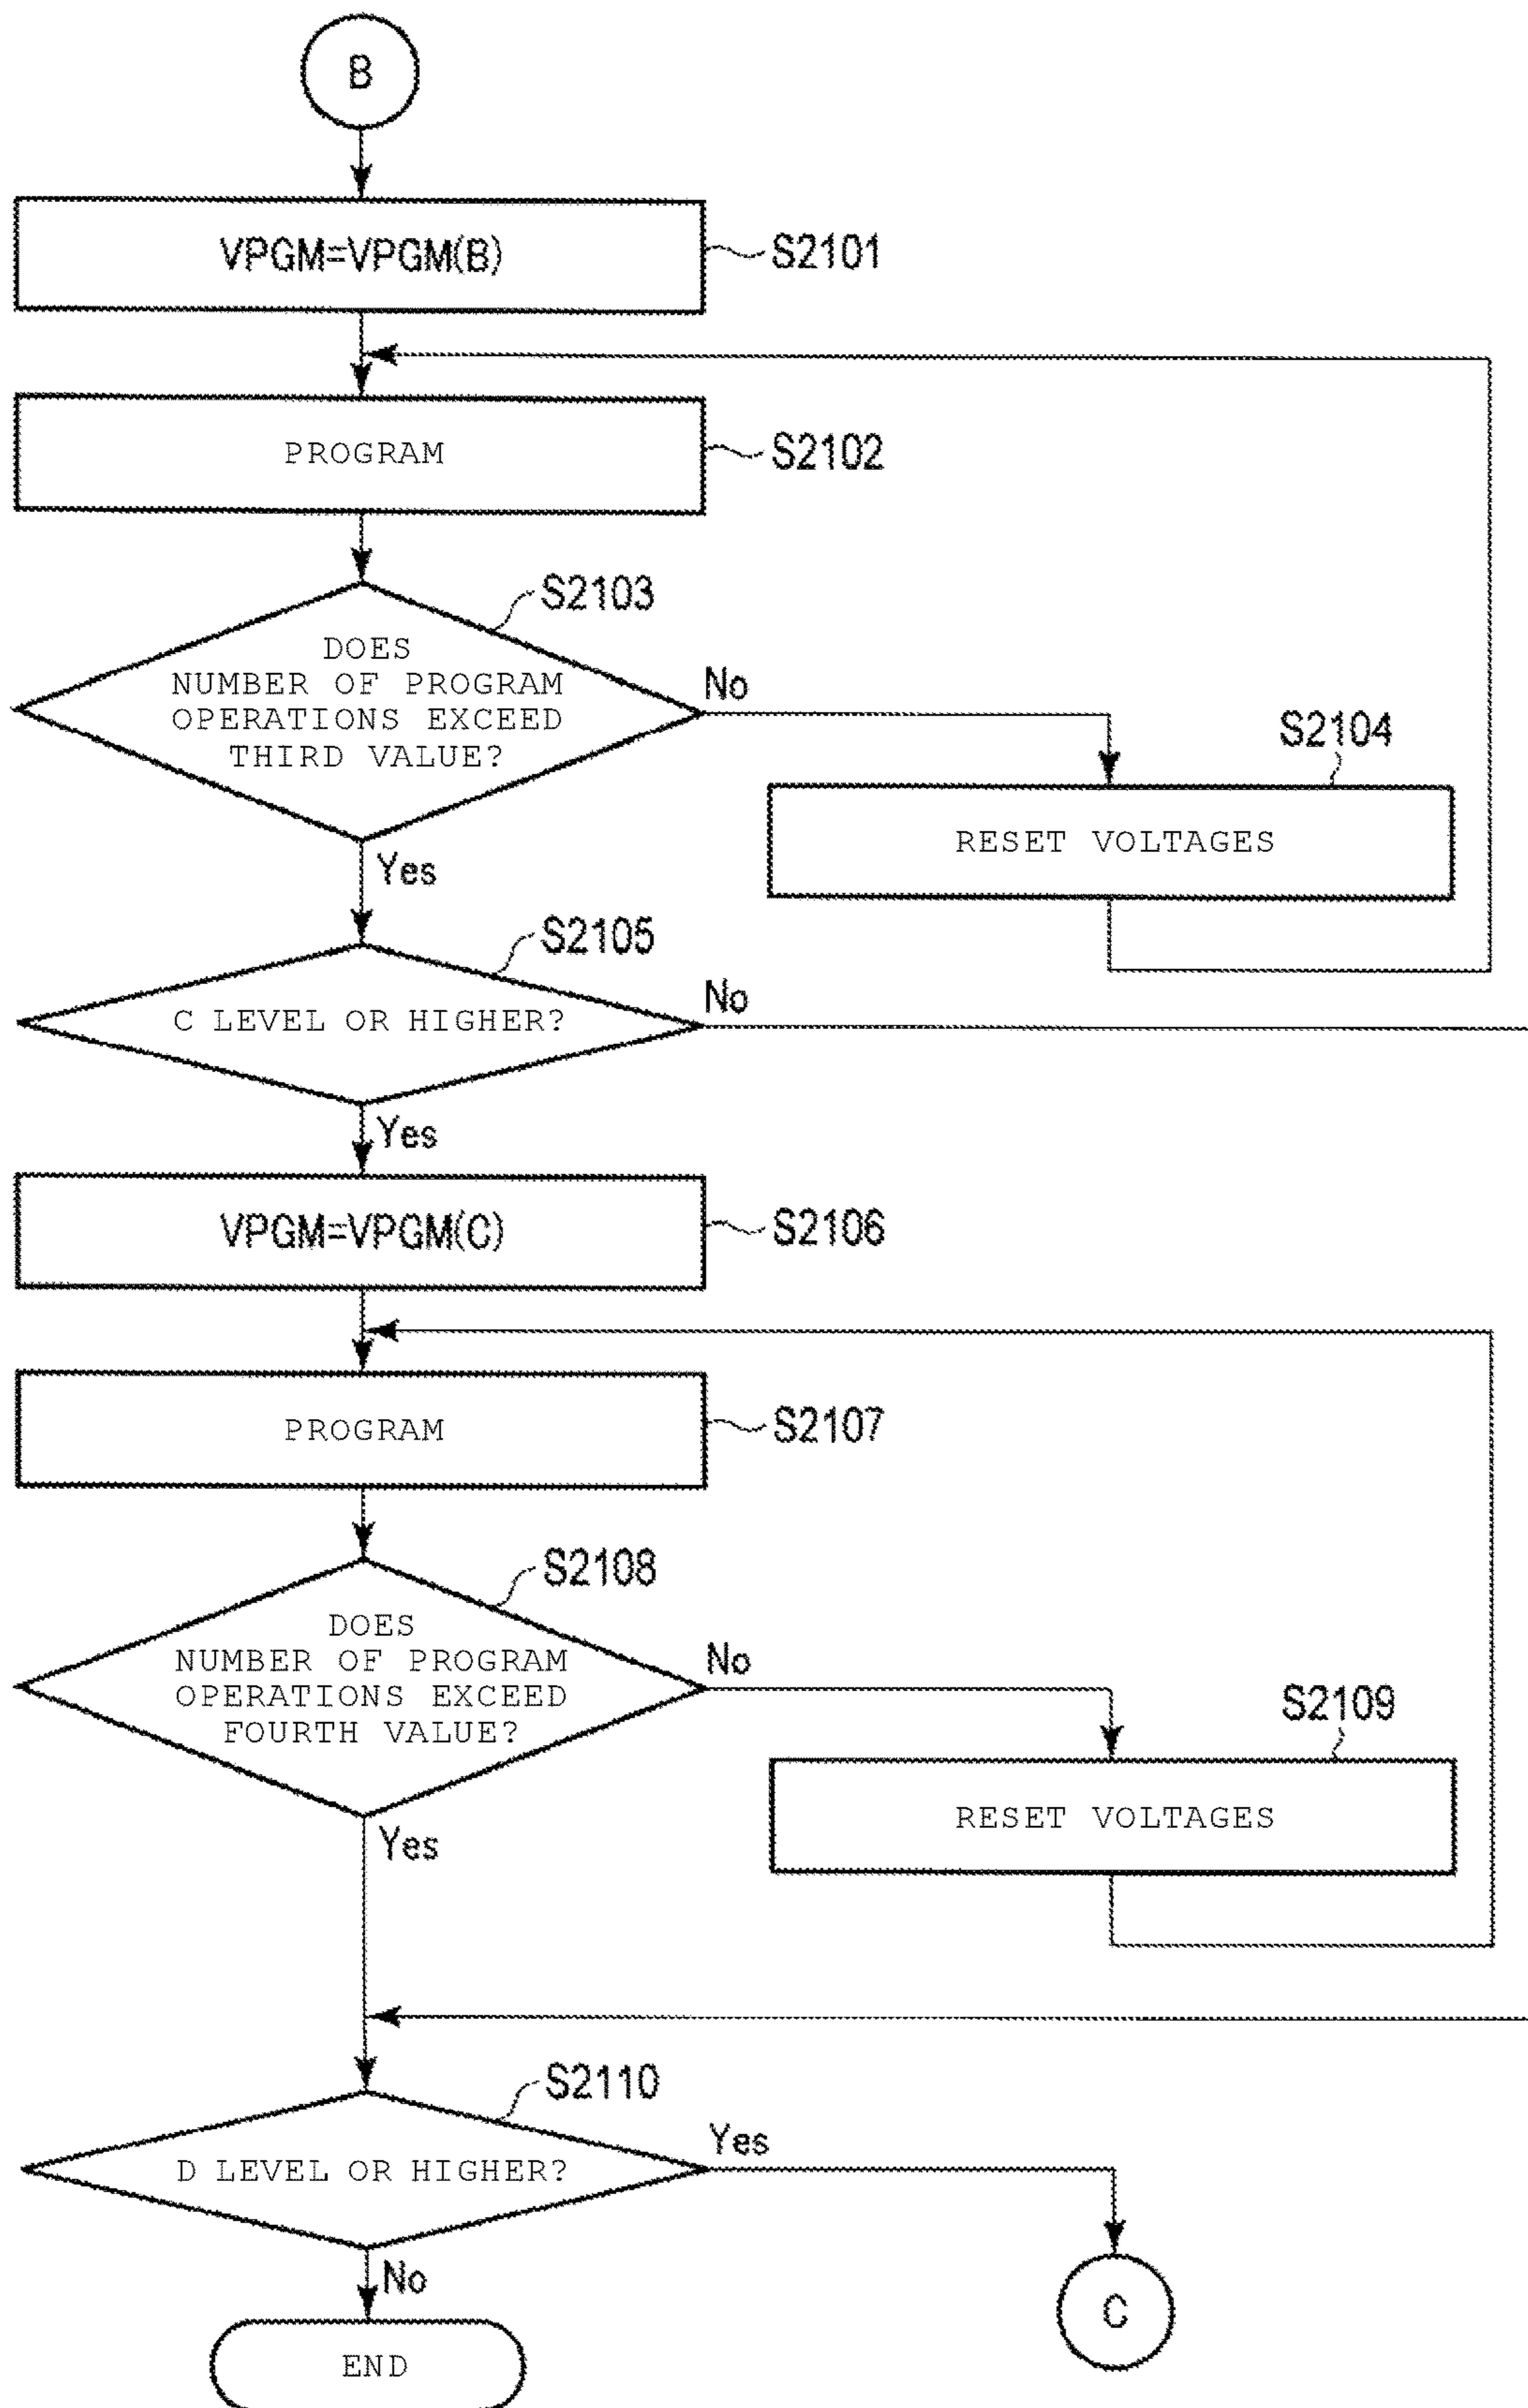 B
VPGM=VPGM(B)
S2101
PROGRAM
S2102
S2103
DOES
NUMBER OF PROGRAM
OPERATIONS EXCEED
THIRD VALUE?
No
Yes
S2104
RESET VOLTAGES
S2105
C LEVEL OR HIGHER?
No
Yes
VPGM=VPGM(C)
S2106
PROGRAM
S2107
S2108
DOES
NUMBER OF PROGRAM
OPERATIONS EXCEED
FOURTH VALUE?
No
Yes
S2109
RESET VOLTAGES
S2110
D LEVEL OR HIGHER?
Yes
No
C
END